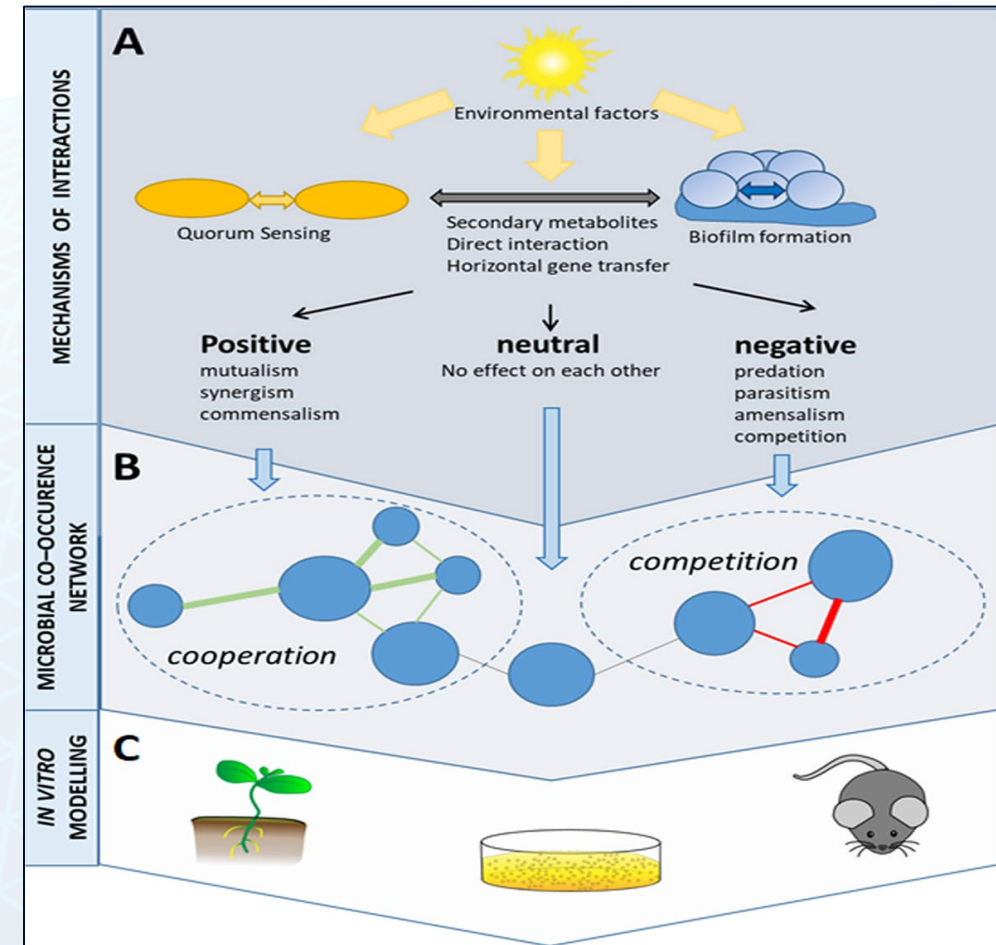 A
MECHANISMS OF INTERACTIONS
Environmental factors
Quorum Sensing
Secondary metabolites
Direct interaction
Horizontal gene transfer
Biofilm formation
Positive
mutualism
synergism
commensalism
neutral
No effect on each other
negative
predation
parasitism
amensalism
competition
B
MICROBIAL CO-OCCURENCE
NETWORK
cooperation
competition
C
IN VITRO
MODELLING